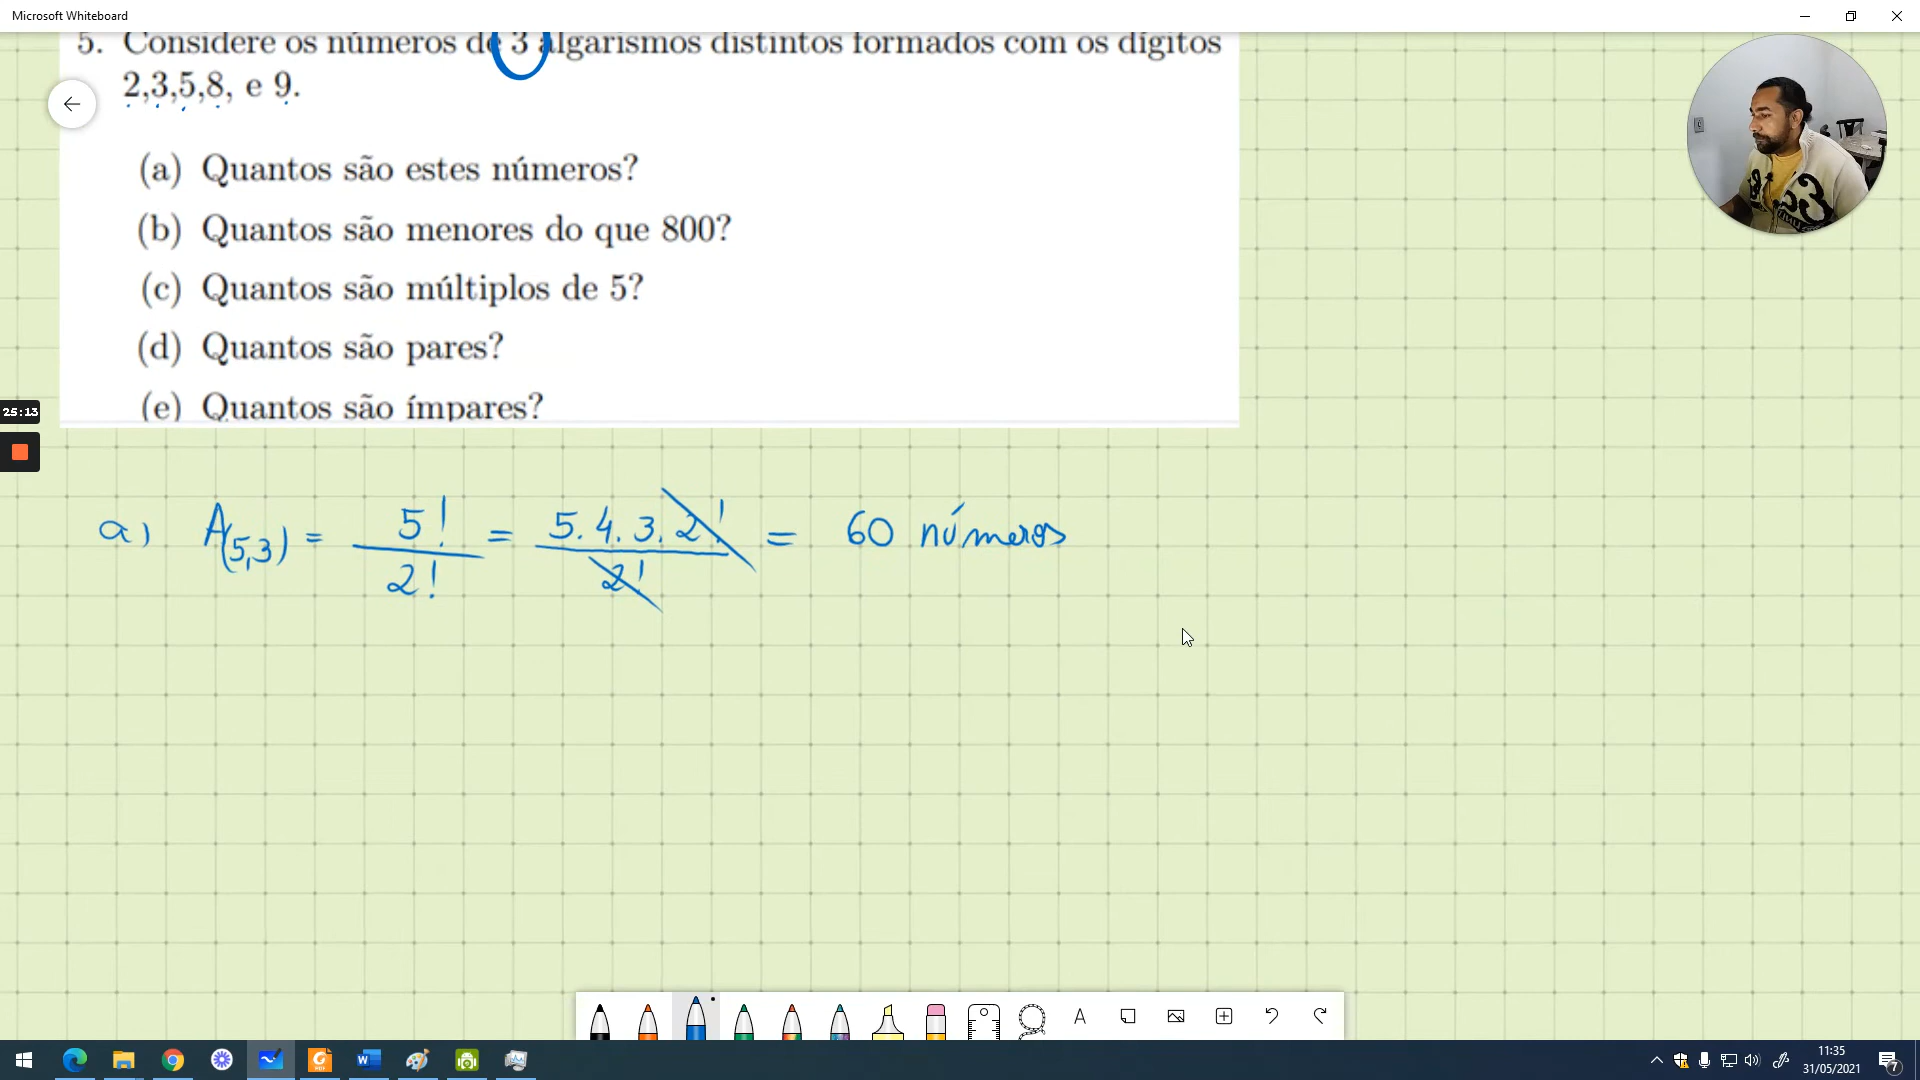 Microsoft Whiteboard
5. Considere os números de 3 algarismos distintos formados com os dígitos
2,3,5,8, e 9.
(a) Quantos são estes números?
(b) Quantos são menores do que 800?
(c) Quantos são múltiplos de 5?
(d) Quantos são pares?
(e) Quantos são ímpares?
25:13
a) A(5,3) = 5!/2! = 5.4.3.2!/2! = 60 números
11:35
31/05/2021